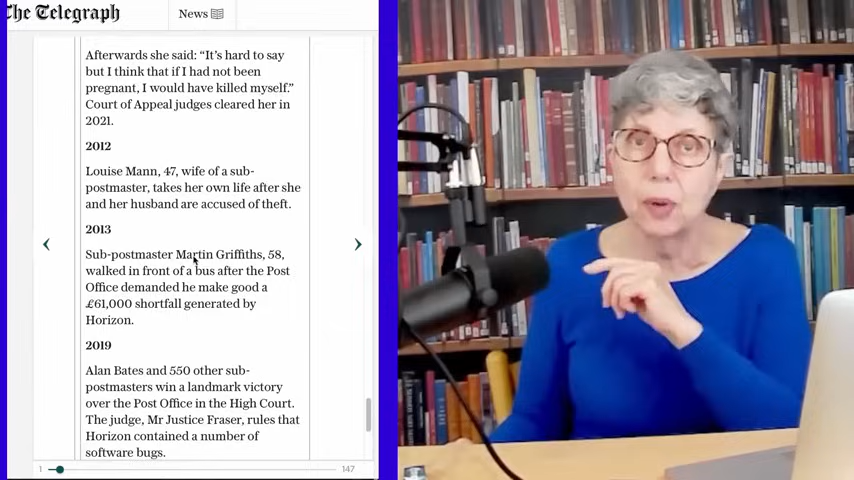 The Telegraph
News
Afterwards she said: “It’s hard to say
but I think that if I had not been
pregnant, I would have killed myself.”
Court of Appeal judges cleared her in
2021.
2012
Louise Mann, 47, wife of a sub-
postmaster, takes her own life after she
and her husband are accused of theft.
2013
Sub-postmaster Martin Griffiths, 58,
walked in front of a bus after the Post
Office demanded he make good a
£61,000 shortfall generated by
Horizon.
2019
Alan Bates and 550 other sub-
postmasters win a landmark victory
over the Post Office in the High Court.
The judge, Mr Justice Fraser, rules that
Horizon contained a number of
software bugs.
1
147